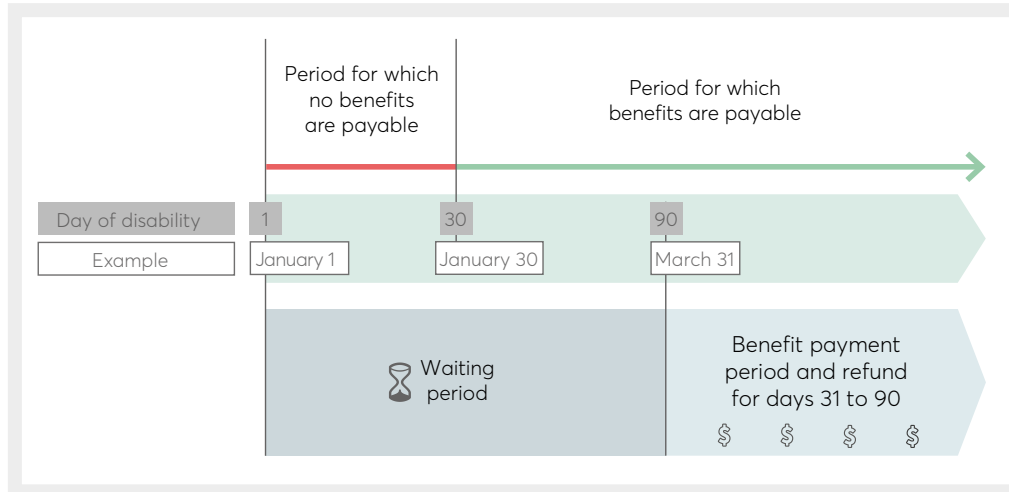 Period for which
no benefits
are payable
Period for which
benefits are payable
Day of disability
1
30
90
Example
January 1
January 30
March 31
Waiting
period
Benefit payment
period and refund
for days 31 to 90
$ $ $ $